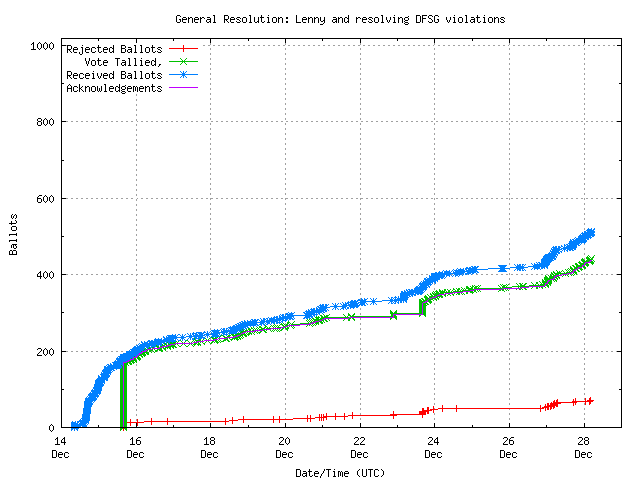 General Resolution: Lenny and resolving DFSG violations
1000
800
600
400
200
0
Ballots
Rejected Ballots
Vote Tallied,
Received Ballots
Acknowledgements
14 Dec
16 Dec
18 Dec
20 Dec
22 Dec
24 Dec
26 Dec
28 Dec
Date/Time (UTC)